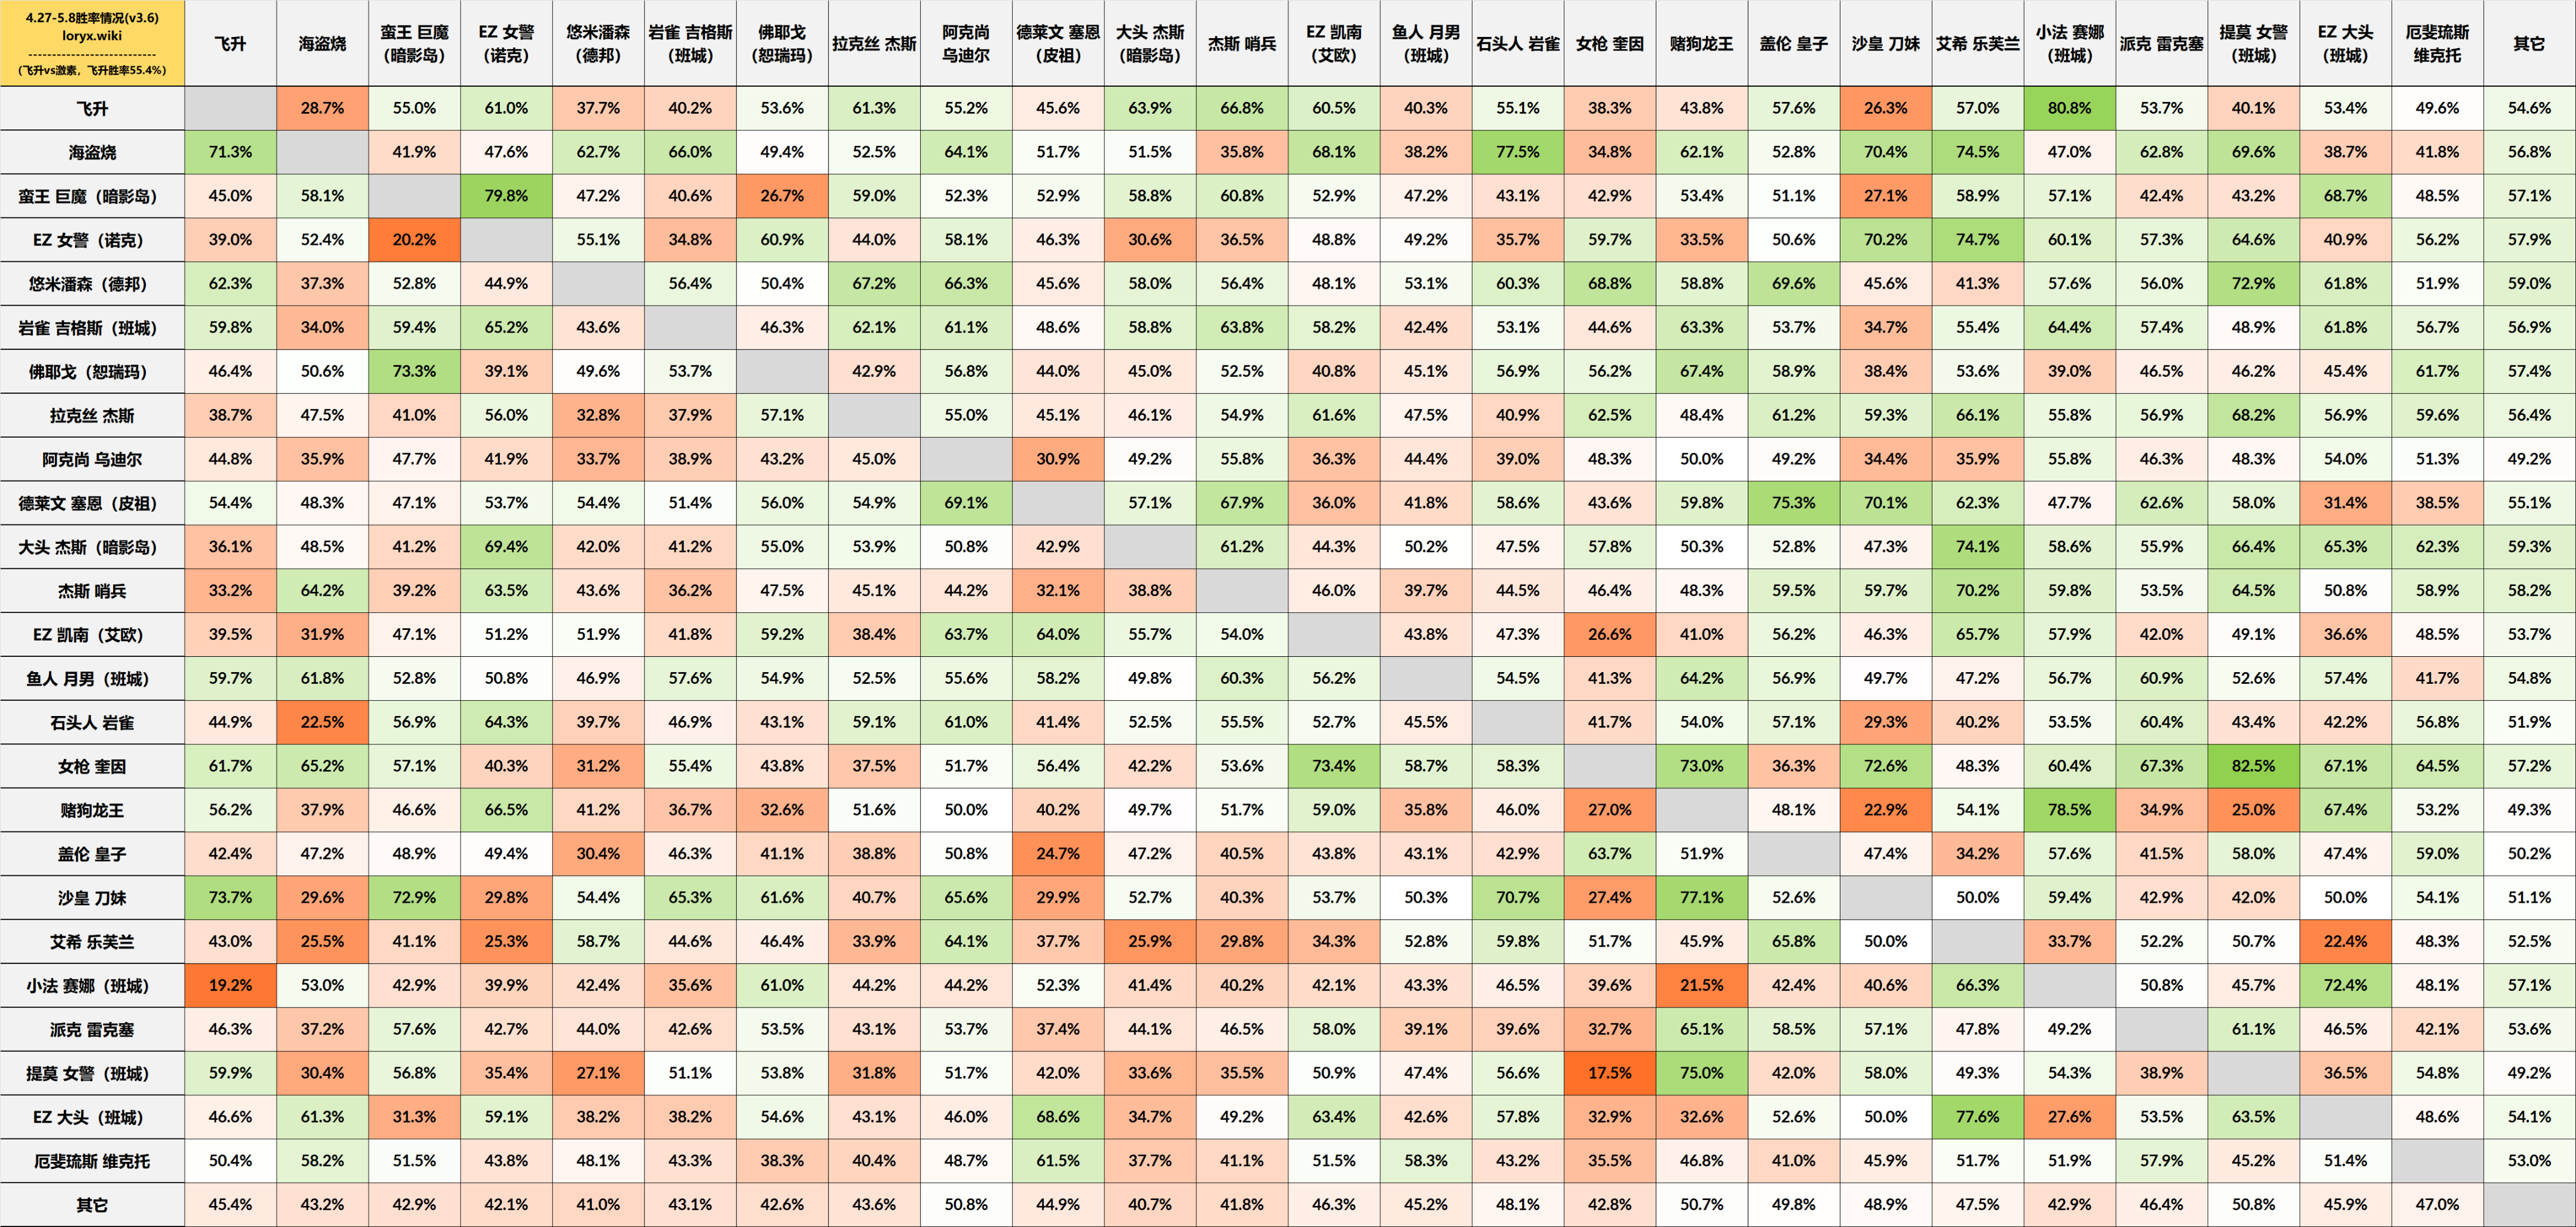 4.27-5.8胜率情况(v3.6)
loryx.wiki
--------------------------
(飞升vs激素，飞升胜率55.4%)
飞升 海盗烧 蛮王 巨魔 (暗影岛) EZ 女警 (诺克) 悠米潘森 (德邦) 岩雀 吉格斯 (班城) 佛耶戈 (恕瑞玛) 拉克丝 杰斯 阿克尚 乌迪尔 德莱文 塞恩 (皮祖) 大头 杰斯 (暗影岛) 杰斯 哨兵 EZ 凯南 (艾欧) 鱼人 月男 (班城) 石头人 岩雀 女枪 奎因 赌狗龙王 盖伦 皇子 沙皇 刀妹 艾希 乐芙兰 小法 赛娜 (班城) 派克 雷克塞 提莫 女警 (班城) EZ 大头 (班城) 厄斐琉斯 维克托 其它
飞升 28.7% 55.0% 61.0% 37.7% 40.2% 53.6% 61.3% 55.2% 45.6% 63.9% 66.8% 60.5% 40.3% 55.1% 38.3% 43.8% 57.6% 26.3% 57.0% 80.8% 53.7% 40.1% 53.4% 49.6% 54.6%
海盗烧 71.3% 41.9% 47.6% 62.7% 66.0% 49.4% 52.5% 64.1% 51.7% 51.5% 35.8% 68.1% 38.2% 77.5% 34.8% 62.1% 52.8% 70.4% 74.5% 47.0% 62.8% 69.6% 38.7% 41.8% 56.8%
蛮王 巨魔（暗影岛） 45.0% 58.1% 79.8% 47.2% 40.6% 26.7% 59.0% 52.3% 52.9% 58.8% 60.8% 52.9% 47.2% 43.1% 42.9% 53.4% 51.1% 27.1% 58.9% 57.1% 42.4% 43.2% 68.7% 48.5% 57.1%
EZ 女警（诺克） 39.0% 52.4% 20.2% 55.1% 34.8% 60.9% 44.0% 58.1% 46.3% 30.6% 36.5% 48.8% 49.2% 35.7% 59.7% 33.5% 50.6% 70.2% 74.7% 60.1% 57.3% 64.6% 40.9% 56.2% 57.9%
悠米潘森（德邦） 62.3% 37.3% 52.8% 44.9% 56.4% 50.4% 67.2% 66.3% 45.6% 58.0% 56.4% 48.1% 53.1% 60.3% 68.8% 58.8% 69.6% 45.6% 41.3% 57.6% 56.0% 72.9% 61.8% 51.9% 59.0%
岩雀 吉格斯（班城） 59.8% 34.0% 59.4% 65.2% 43.6% 46.3% 62.1% 61.1% 48.6% 58.8% 63.8% 58.2% 42.4% 53.1% 44.6% 63.3% 53.7% 34.7% 55.4% 64.4% 57.4% 48.9% 61.8% 56.7% 56.9%
佛耶戈（恕瑞玛） 46.4% 50.6% 73.3% 39.1% 49.6% 53.7% 42.9% 56.8% 44.0% 45.0% 52.5% 40.8% 45.1% 56.9% 56.2% 67.4% 58.9% 38.4% 53.6% 39.0% 46.5% 46.2% 45.4% 61.7% 57.4%
拉克丝 杰斯 38.7% 47.5% 41.0% 56.0% 32.8% 37.9% 57.1% 55.0% 45.1% 46.1% 54.9% 61.6% 47.5% 40.9% 62.5% 48.4% 61.2% 59.3% 66.1% 55.8% 56.9% 68.2% 56.9% 59.6% 56.4%
阿克尚 乌迪尔 44.8% 35.9% 47.7% 41.9% 33.7% 38.9% 43.2% 45.0% 30.9% 49.2% 55.8% 36.3% 44.4% 39.0% 48.3% 50.0% 49.2% 34.4% 35.9% 55.8% 46.3% 48.3% 54.0% 51.3% 49.2%
德莱文 塞恩（皮祖） 54.4% 48.3% 47.1% 53.7% 54.4% 51.4% 56.0% 54.9% 69.1% 57.1% 67.9% 36.0% 41.8% 58.6% 43.6% 59.8% 75.3% 70.1% 62.3% 47.7% 62.6% 58.0% 31.4% 38.5% 55.1%
大头 杰斯（暗影岛） 36.1% 48.5% 41.2% 69.4% 42.0% 41.2% 55.0% 53.9% 50.8% 42.9% 61.2% 44.3% 50.2% 47.5% 57.8% 50.3% 52.8% 47.3% 74.1% 58.6% 55.9% 66.4% 65.3% 62.3% 59.3%
杰斯 哨兵 33.2% 64.2% 39.2% 63.5% 43.6% 36.2% 47.5% 45.1% 44.2% 32.1% 38.8% 46.0% 39.7% 44.5% 46.4% 48.3% 59.5% 59.7% 70.2% 59.8% 53.5% 64.5% 50.8% 58.9% 58.2%
EZ 凯南（艾欧） 39.5% 31.9% 47.1% 51.2% 51.9% 41.8% 59.2% 38.4% 63.7% 64.0% 55.7% 54.0% 43.8% 47.3% 26.6% 41.0% 56.2% 46.3% 65.7% 57.9% 42.0% 49.1% 36.6% 48.5% 53.7%
鱼人 月男（班城） 59.7% 61.8% 52.8% 50.8% 46.9% 57.6% 54.9% 52.5% 55.6% 58.2% 49.8% 60.3% 56.2% 54.5% 41.3% 64.2% 56.9% 49.7% 47.2% 56.7% 60.9% 52.6% 57.4% 41.7% 54.8%
石头人 岩雀 44.9% 22.5% 56.9% 64.3% 39.7% 46.9% 43.1% 59.1% 61.0% 41.4% 52.5% 55.5% 52.7% 45.5% 41.7% 54.0% 57.1% 29.3% 40.2% 53.5% 60.4% 43.4% 42.2% 56.8% 51.9%
女枪 奎因 61.7% 65.2% 57.1% 40.3% 31.2% 55.4% 43.8% 37.5% 51.7% 56.4% 42.2% 53.6% 73.4% 58.7% 58.3% 73.0% 36.3% 72.6% 48.3% 60.4% 67.3% 82.5% 67.1% 64.5% 57.2%
赌狗龙王 56.2% 37.9% 46.6% 66.5% 41.2% 36.7% 32.6% 51.6% 50.0% 40.2% 49.7% 51.7% 59.0% 35.8% 46.0% 27.0% 48.1% 22.9% 54.1% 78.5% 34.9% 25.0% 67.4% 53.2% 49.3%
盖伦 皇子 42.4% 47.2% 48.9% 49.4% 30.4% 46.3% 41.1% 38.8% 50.8% 24.7% 47.2% 40.5% 43.8% 43.1% 42.9% 63.7% 51.9% 47.4% 34.2% 57.6% 41.5% 58.0% 47.4% 59.0% 50.2%
沙皇 刀妹 73.7% 29.6% 72.9% 29.8% 54.4% 65.3% 61.6% 40.7% 65.6% 29.9% 52.7% 40.3% 53.7% 50.3% 70.7% 27.4% 77.1% 52.6% 50.0% 59.4% 42.9% 42.0% 50.0% 54.1% 51.1%
艾希 乐芙兰 43.0% 25.5% 41.1% 25.3% 58.7% 44.6% 46.4% 33.9% 64.1% 37.7% 25.9% 29.8% 34.3% 52.8% 59.8% 51.7% 45.9% 65.8% 50.0% 33.7% 52.2% 50.7% 22.4% 48.3% 52.5%
小法 赛娜（班城） 19.2% 53.0% 42.9% 39.9% 42.4% 35.6% 61.0% 44.2% 44.2% 52.3% 41.4% 40.2% 42.1% 43.3% 46.5% 39.6% 21.5% 42.4% 40.6% 66.3% 50.8% 45.7% 72.4% 48.1% 57.1%
派克 雷克塞 46.3% 37.2% 57.6% 42.7% 44.0% 42.6% 53.5% 43.1% 53.7% 37.4% 44.1% 46.5% 58.0% 39.1% 39.6% 32.7% 65.1% 58.5% 57.1% 47.8% 49.2% 61.1% 46.5% 42.1% 53.6%
提莫 女警（班城） 59.9% 30.4% 56.8% 35.4% 27.1% 51.1% 53.8% 31.8% 51.7% 42.0% 33.6% 35.5% 50.9% 47.4% 56.6% 17.5% 75.0% 42.0% 58.0% 49.3% 54.3% 38.9% 36.5% 54.8% 49.2%
EZ 大头（班城） 46.6% 61.3% 31.3% 59.1% 38.2% 38.2% 54.6% 43.1% 46.0% 68.6% 34.7% 49.2% 63.4% 42.6% 57.8% 32.9% 32.6% 52.6% 50.0% 77.6% 27.6% 53.5% 63.5% 48.6% 54.1%
厄斐琉斯 维克托 50.4% 58.2% 51.5% 43.8% 48.1% 43.3% 38.3% 40.4% 48.7% 61.5% 37.7% 41.1% 51.5% 58.3% 43.2% 35.5% 46.8% 41.0% 45.9% 51.7% 51.9% 57.9% 45.2% 51.4% 53.0%
其它 45.4% 43.2% 42.9% 42.1% 41.0% 43.1% 42.6% 43.6% 50.8% 44.9% 40.7% 41.8% 46.3% 45.2% 48.1% 42.8% 50.7% 49.8% 48.9% 47.5% 42.9% 46.4% 50.8% 45.9% 47.0%